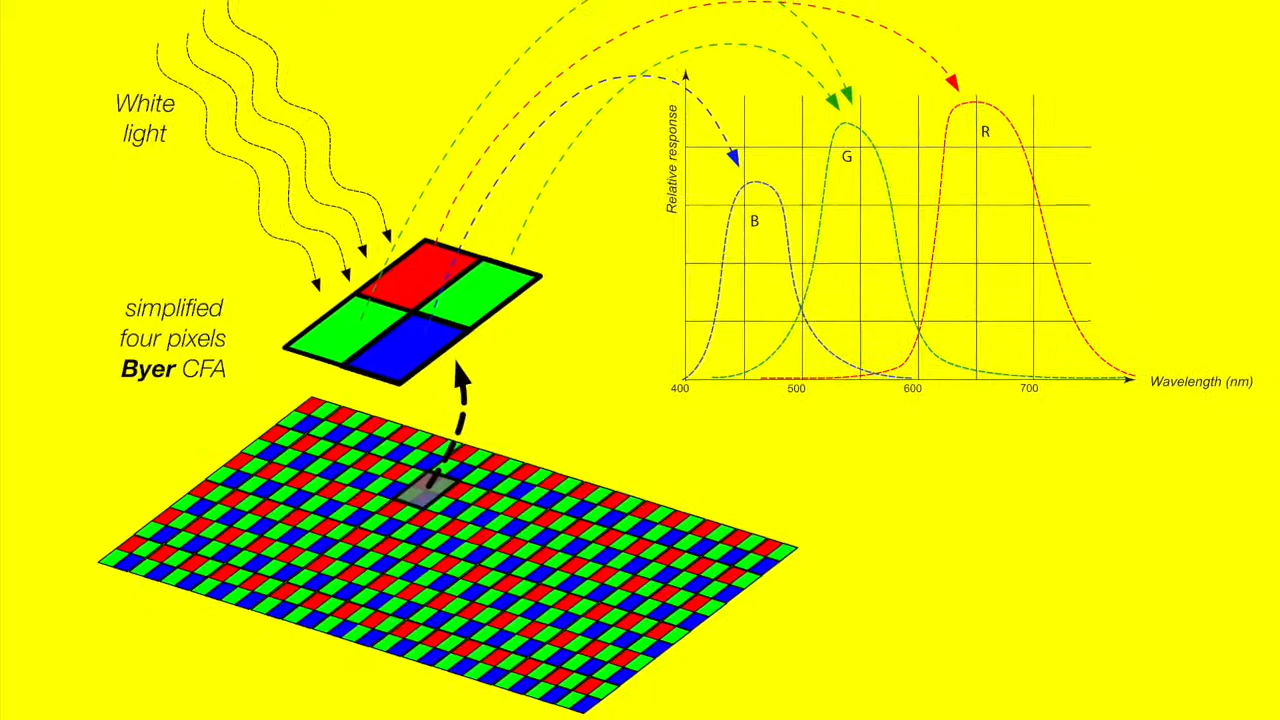 White
light
simplified
four pixels
Byer CFA
Relative response
B
G
R
400
500
600
700
Wavelength (nm)